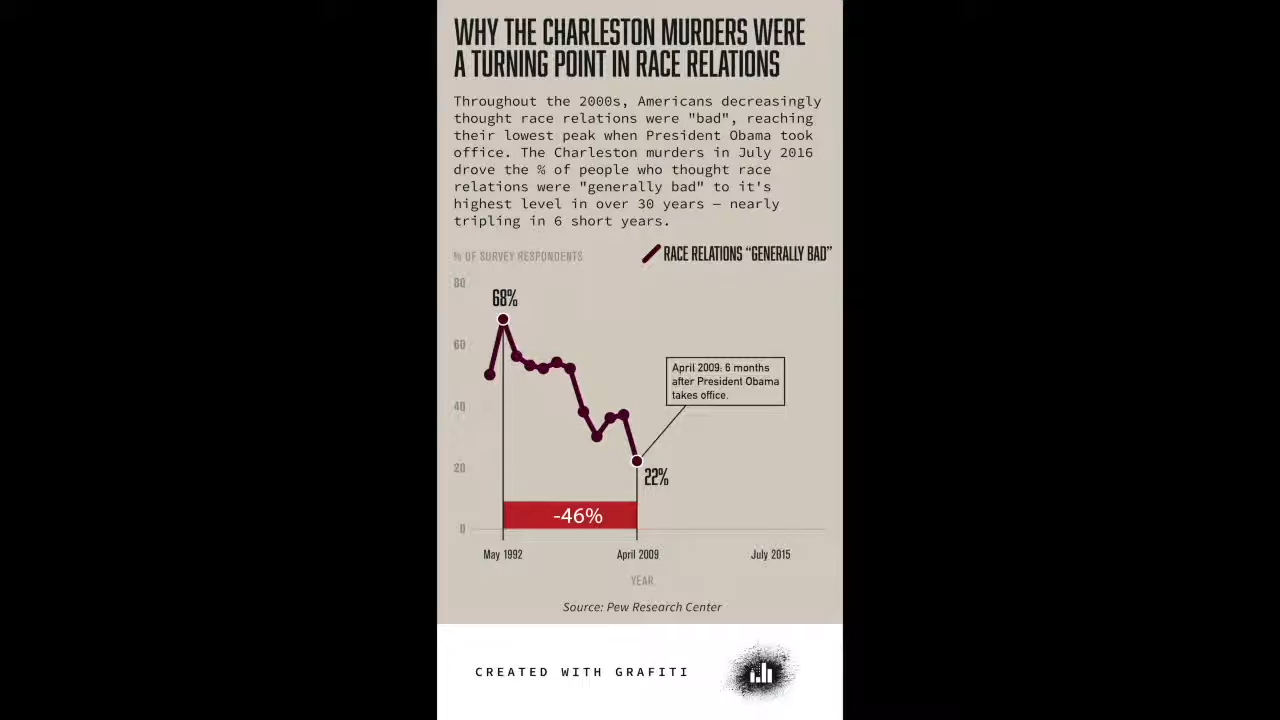 WHY THE CHARLESTON MURDERS WERE
A TURNING POINT IN RACE RELATIONS
Throughout the 2000s, Americans decreasingly
thought race relations were "bad", reaching
their lowest peak when President Obama took
office. The Charleston murders in July 2016
drove the % of people who thought race
relations were "generally bad" to it's
highest level in over 30 years — nearly
tripling in 6 short years.
% OF SURVEY RESPONDENTS
RACE RELATIONS “GENERALLY BAD”
80
68%
60
April 2009: 6 months
after President Obama
takes office.
40
20
22%
-46%
0
May 1992
April 2009
July 2015
YEAR
Source: Pew Research Center
CREATED WITH GRAFITI